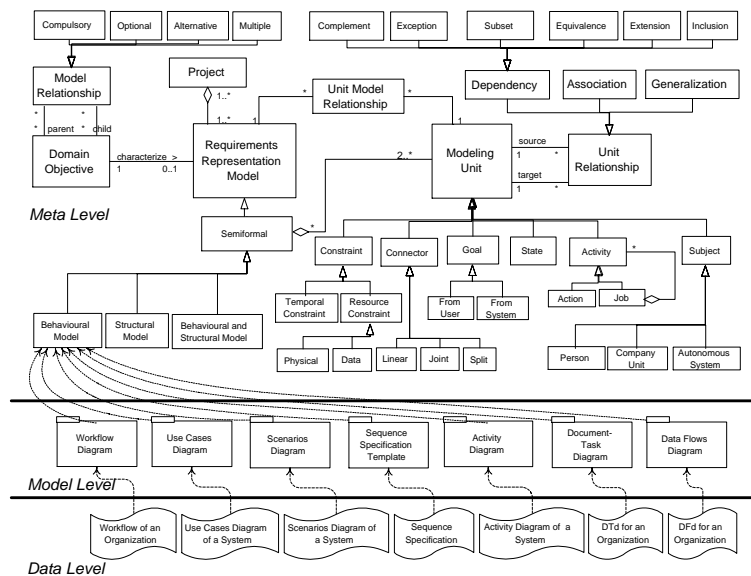 Compulsory
Optional
Alternative
Multiple
Complement
Exception
Subset
Equivalence
Extension
Inclusion
Model
Relationship
Project
Unit Model
Relationship
Dependency
Association
Generalization
*
*
*
*
parent
child
1..*
1..*
1
*
*
1
Domain
Objective
characterize >
1
0..1
Requirements
Representation
Model
2..*
Modeling
Unit
source
1
*
target
1
*
Unit
Relationship
Meta Level
Semiformal
*
Constraint
Connector
Goal
State
Activity
*
Subject
Temporal
Constraint
Resource
Constraint
From
User
From
System
Action
Job
Behavioural
Model
Structural
Model
Behavioural and
Structural Model
Physical
Data
Linear
Joint
Split
Person
Company
Unit
Autonomous
System
Workflow
Diagram
Use Cases
Diagram
Scenarios
Diagram
Sequence
Specification
Template
Activity
Diagram
Document-
Task
Diagram
Data Flows
Diagram
Model Level
Workflow of an
Organization
Use Cases Diagram
of a System
Scenarios Diagram of
a System
Sequence
Specification
Activity Diagram of a
System
DTd for an
Organization
DFd for an
Organization
Data Level